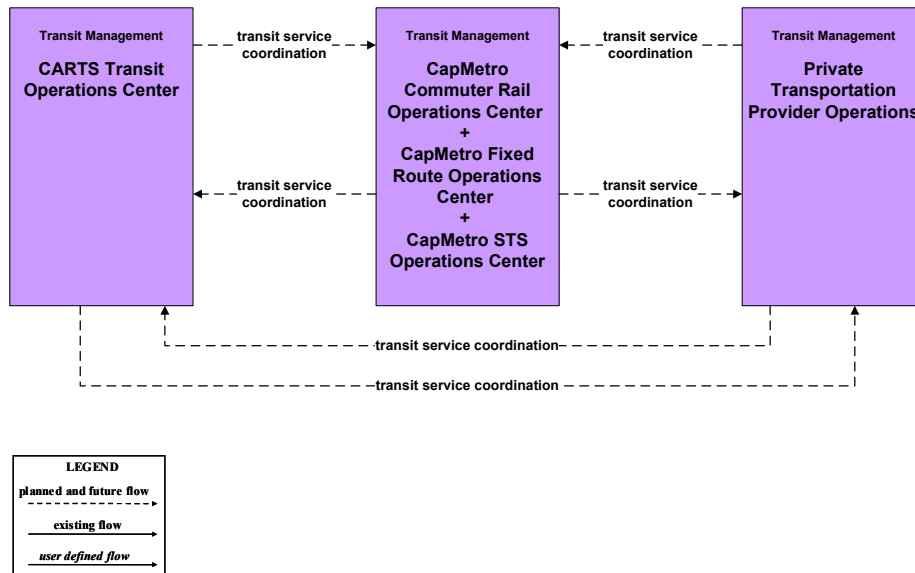 Transit Management
CARTS Transit
Operations Center
transit service
coordination
transit service
coordination
Transit Management
CapMetro
Commuter Rail
Operations Center
+
CapMetro Fixed
Route Operations
Center
+
CapMetro STS
Operations Center
transit service
coordination
transit service
coordination
Transit Management
Private
Transportation
Provider Operations
transit service coordination
transit service coordination
LEGEND
planned and future flow
existing flow
user defined flow